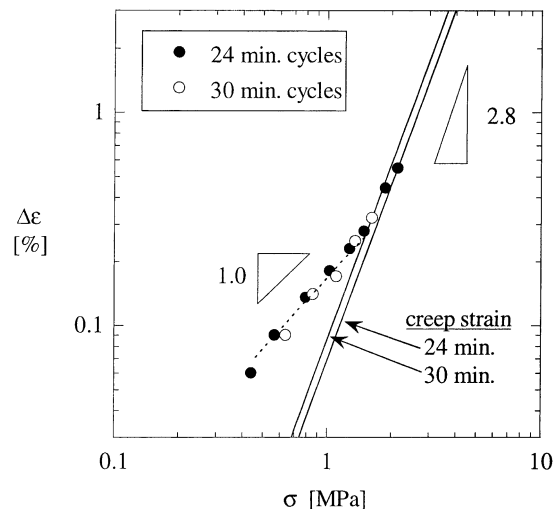 24 min. cycles
30 min. cycles
1
2.8
Δε
[%]
1.0
0.1
creep strain
24 min.
30 min.
0.1
1
10
σ [MPa]